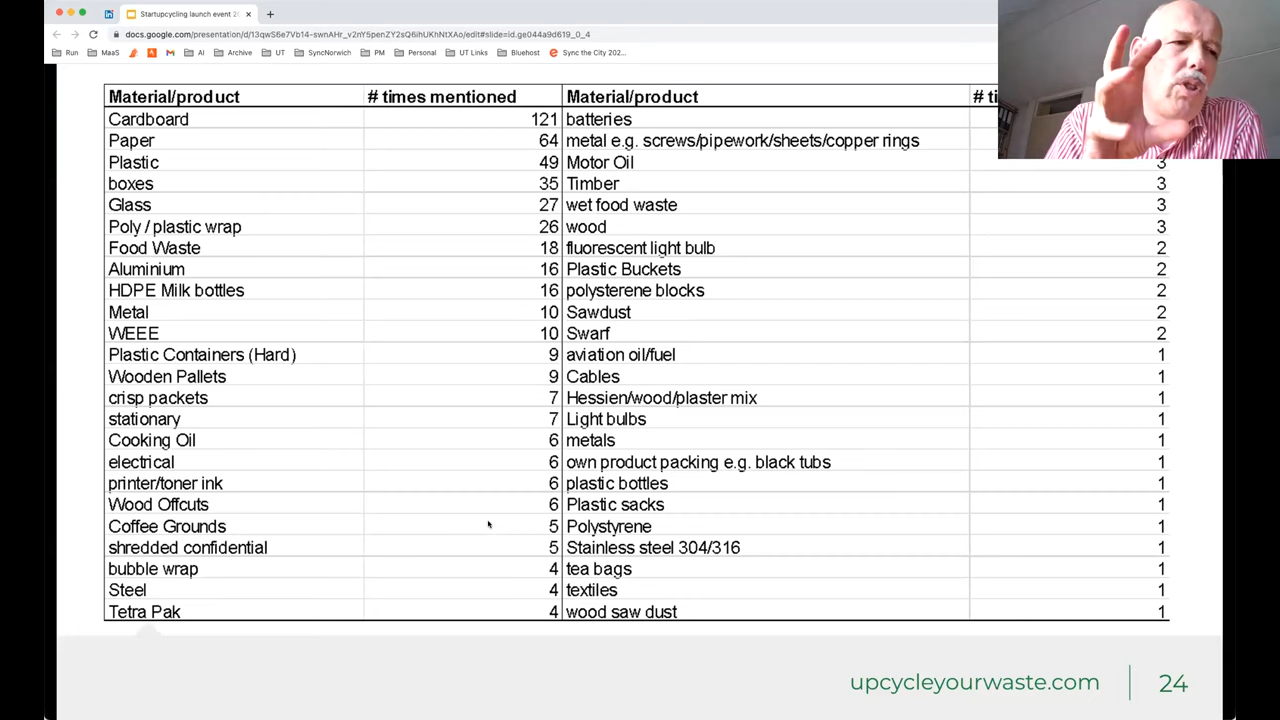 Startupcycling launch event 20
docs.google.com/presentation/d/13qwS6e7Vb14-swnAHr_v2nY5penZY2sQ6ihUKhNtXAo/edit#slide=id.ge044a9d619_0_4
Run MaaS AI Archive UT SyncNorwich PM Personal UT Links Bluehost Sync the City 202...
Material/product # times mentioned Material/product # ti
Cardboard 121 batteries
Paper 64 metal e.g. screws/pipework/sheets/copper rings
Plastic 49 Motor Oil 3
boxes 35 Timber 3
Glass 27 wet food waste 3
Poly / plastic wrap 26 wood 3
Food Waste 18 fluorescent light bulb 2
Aluminium 16 Plastic Buckets 2
HDPE Milk bottles 16 polysterene blocks 2
Metal 10 Sawdust 2
WEEE 10 Swarf 2
Plastic Containers (Hard) 9 aviation oil/fuel 1
Wooden Pallets 9 Cables 1
crisp packets 7 Hessien/wood/plaster mix 1
stationary 7 Light bulbs 1
Cooking Oil 6 metals 1
electrical 6 own product packing e.g. black tubs 1
printer/toner ink 6 plastic bottles 1
Wood Offcuts 6 Plastic sacks 1
Coffee Grounds 5 Polystyrene 1
shredded confidential 5 Stainless steel 304/316 1
bubble wrap 4 tea bags 1
Steel 4 textiles 1
Tetra Pak 4 wood saw dust 1
upcycleyourwaste.com 24